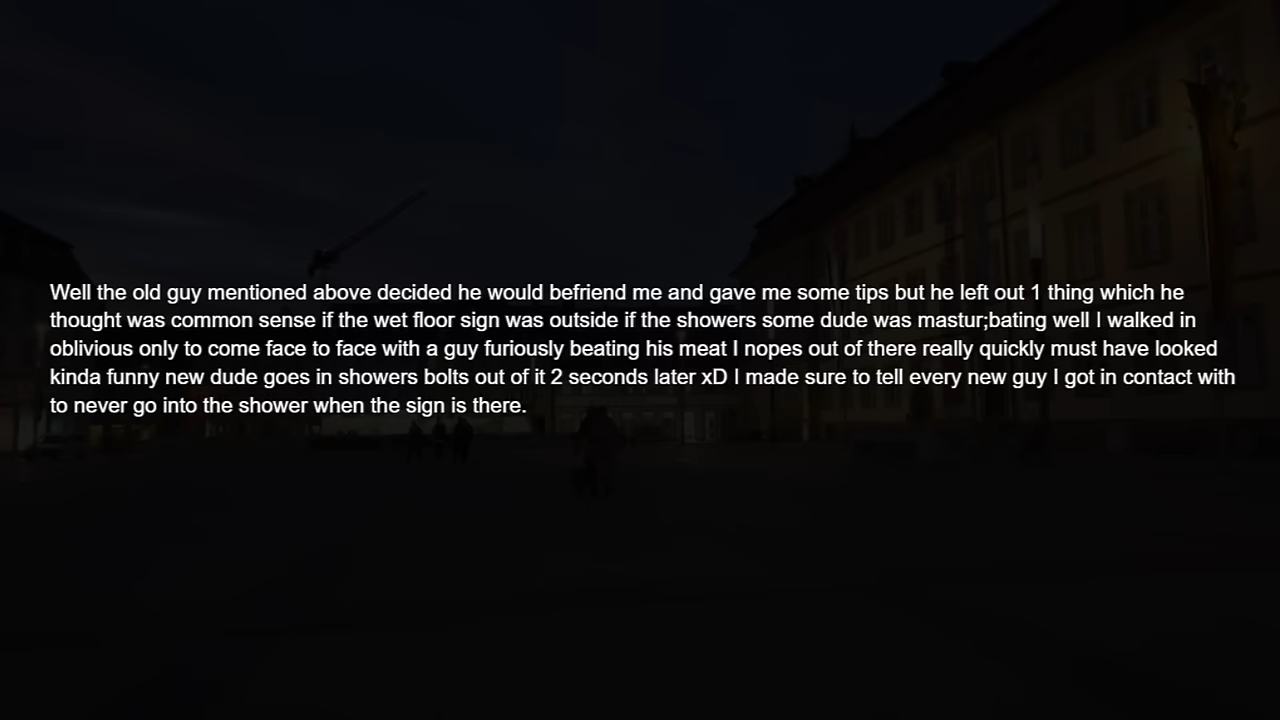 Well the old guy mentioned above decided he would befriend me and gave me some tips but he left out 1 thing which he
thought was common sense if the wet floor sign was outside if the showers some dude was mastur;bating well I walked in
oblivious only to come face to face with a guy furiously beating his meat I nopes out of there really quickly must have looked
kinda funny new dude goes in showers bolts out of it 2 seconds later xD I made sure to tell every new guy I got in contact with
to never go into the shower when the sign is there.